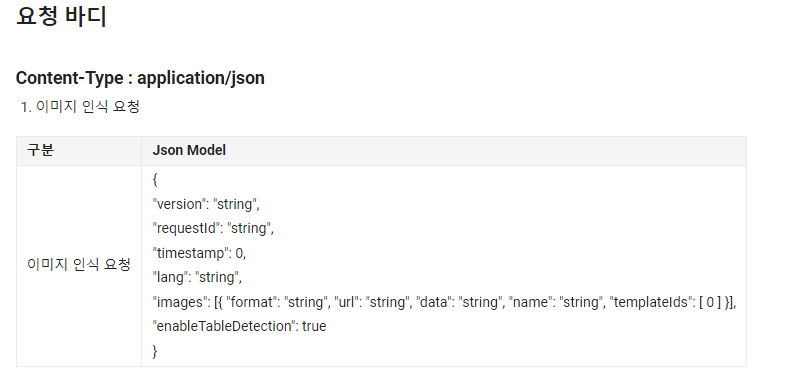 요청 바디
Content-Type : application/json
1. 이미지 인식 요청
구분 Json Model
이미지 인식 요청
{
"version": "string",
"requestId": "string",
"timestamp": 0,
"lang": "string",
"images": [{ "format": "string", "url": "string", "data": "string", "name": "string", "templateIds": [ 0 ] }],
"enableTableDetection": true
}